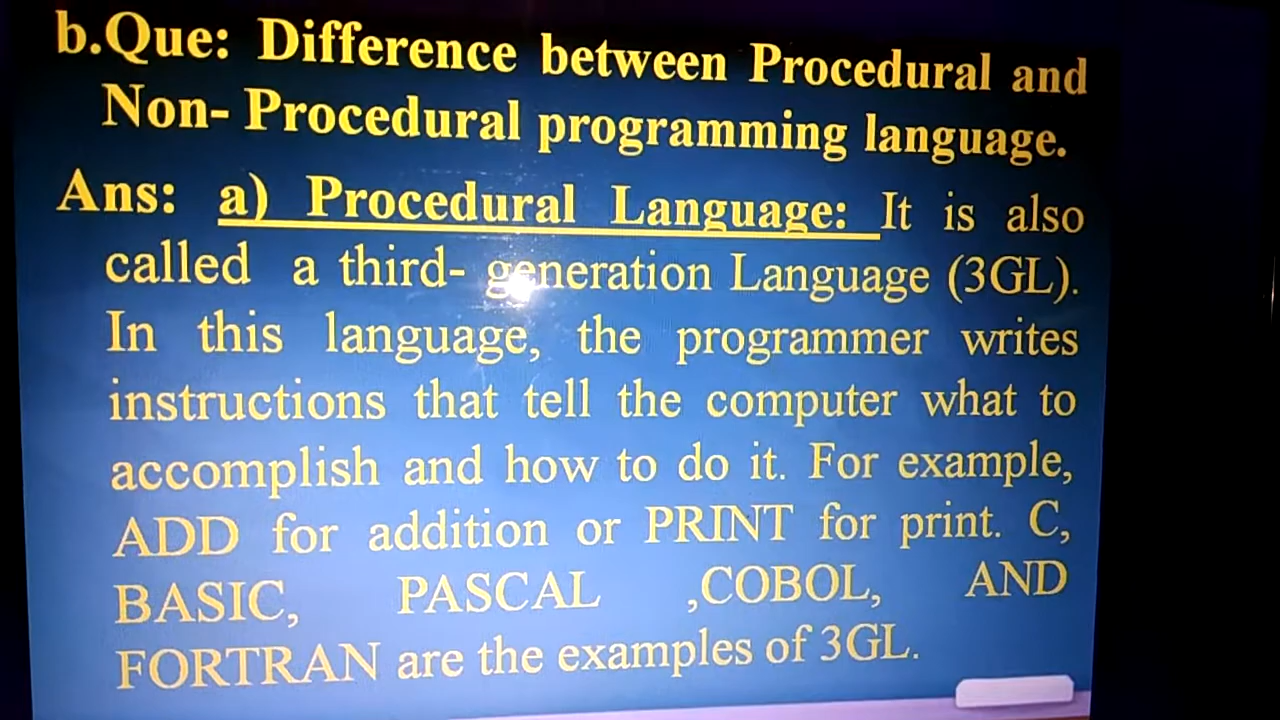 b.Que: Difference between Procedural and
Non- Procedural programming language.
Ans: a) Procedural Language: It is also
called a third- generation Language (3GL).
In this language, the programmer writes
instructions that tell the computer what to
accomplish and how to do it. For example,
ADD for addition or PRINT for print. C,
BASIC, PASCAL ,COBOL, AND
FORTRAN are the examples of 3GL.